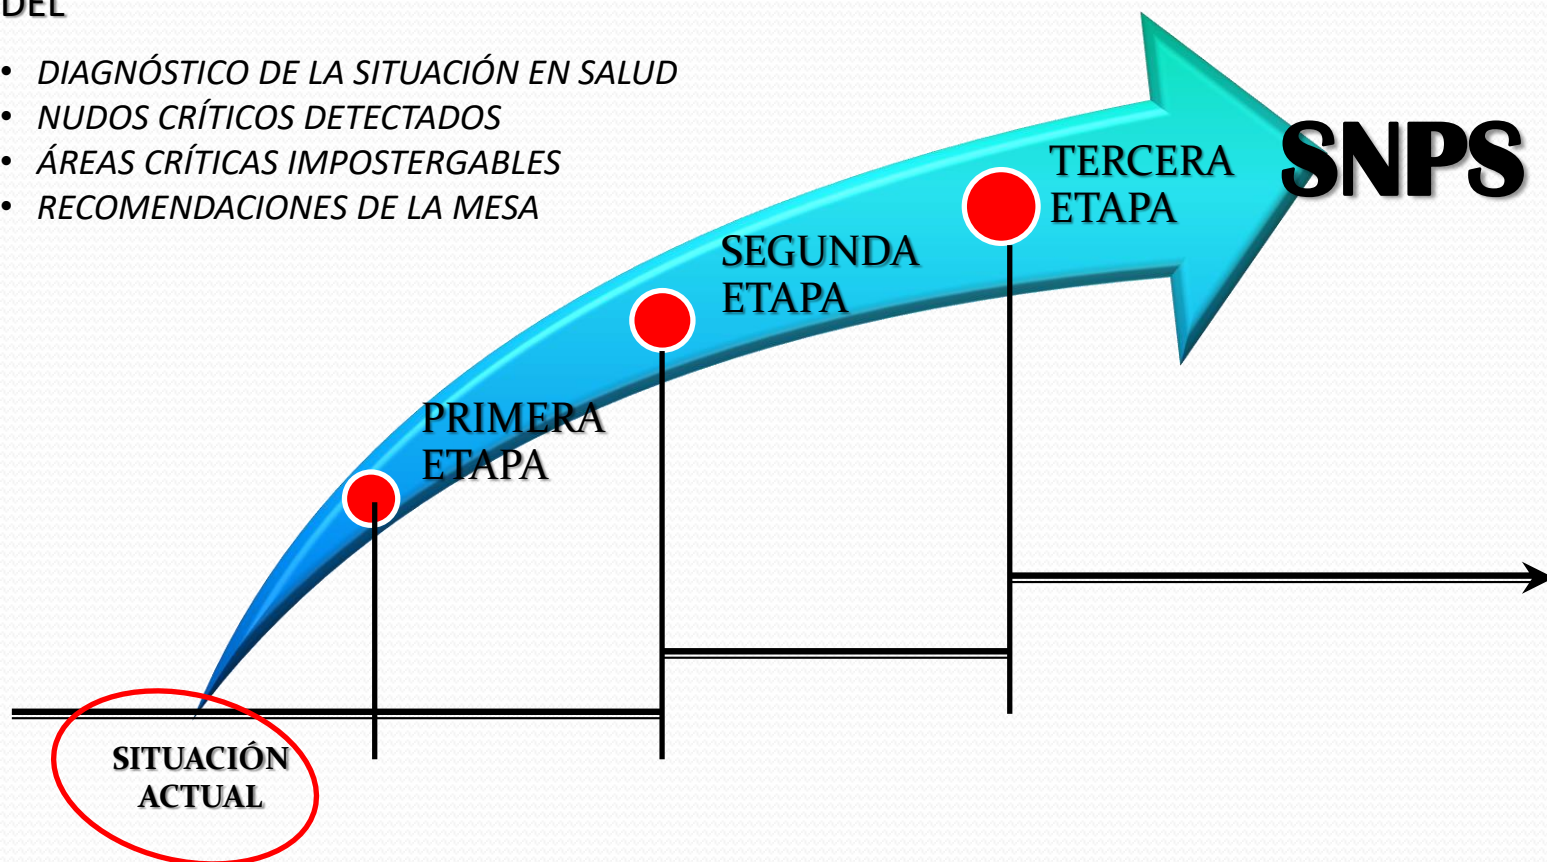 DEL
• DIAGNÓSTICO DE LA SITUACIÓN EN SALUD
• NUDOS CRÍTICOS DETECTADOS
• ÁREAS CRÍTICAS IMPOSTERGABLES
• RECOMENDACIONES DE LA MESA
SNPS
TERCERA
ETAPA
SEGUNDA
ETAPA
PRIMERA
ETAPA
SITUACIÓN
ACTUAL